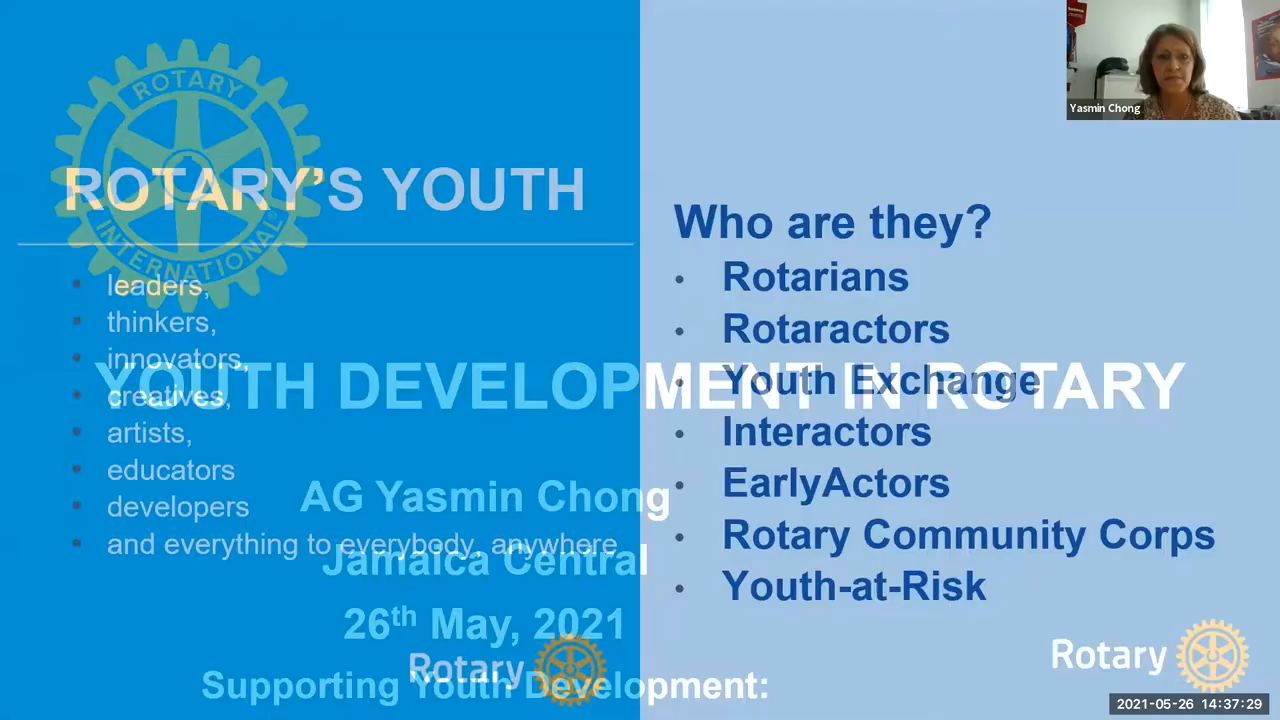 ROTARY
INTERNATIONAL
®
ROTARY'S YOUTH
• leaders,
• thinkers,
• innovators,
• creatives,
• artists,
• educators
• developers
• and everything to everybody, anywhere
Who are they?
• Rotarians
• Rotaractors
• Youth Exchange
• Interactors
• EarlyActors
• Rotary Community Corps
• Youth-at-Risk
YOUTH DEVELOPMENT IN ROTARY
AG Yasmin Chong
Jamaica Central
26th May, 2021
Supporting Youth Development:
Rotary
Rotary
Yasmin Chong
2021-05-26 14:37:29